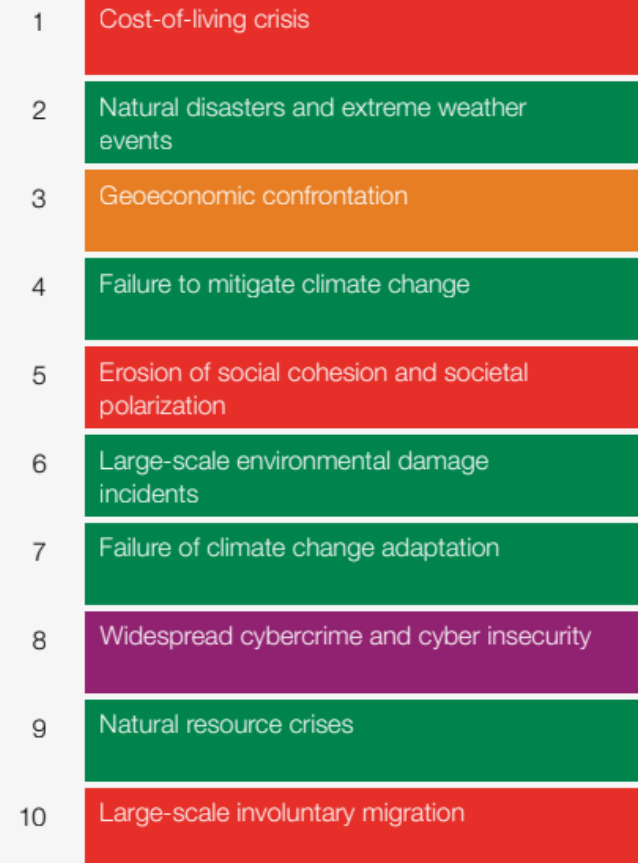 1 Cost-of-living crisis
2 Natural disasters and extreme weather
events
3 Geoeconomic confrontation
4 Failure to mitigate climate change
5 Erosion of social cohesion and societal
polarization
6 Large-scale environmental damage
incidents
7 Failure of climate change adaptation
8 Widespread cybercrime and cyber insecurity
9 Natural resource crises
10 Large-scale involuntary migration